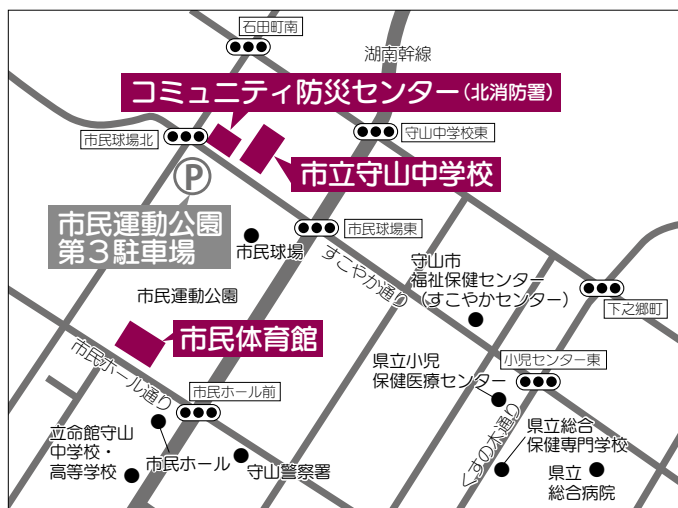 石田町南
湖南幹線
コミュニティ防災センター(北消防署)
市民球場北
守山中学校東
市立守山中学校
P
市民運動公園
第3駐車場
市民球場東
市民球場
すこやか通り
守山市
福祉保健センター
(すこやかセンター)
市民運動公園
下之郷町
市民体育館
市民ホール通り
県立小児
保健医療センター
小児センター東
市民ホール前
くすの木通り
立命館守山
中学校・
高等学校
市民ホール
守山警察署
県立総合
保健専門学校
県立
総合病院